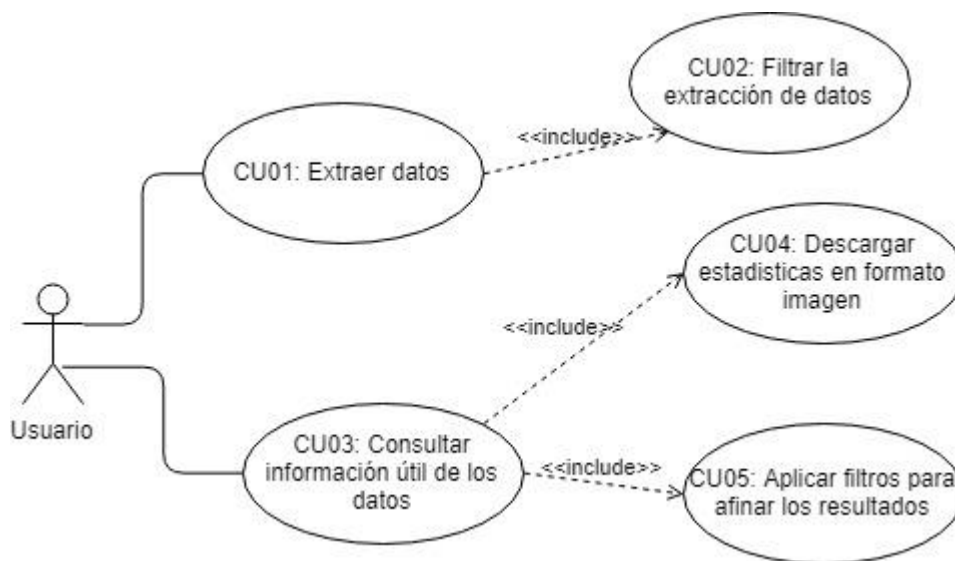 CU02: Filtrar la
extracción de datos
<<include>>
CU01: Extraer datos
CU04: Descargar
estadisticas en formato
imagen
<<include>>
Usuario
CU03: Consultar
información útil de los
datos
<<include>>
CU05: Aplicar filtros para
afinar los resultados